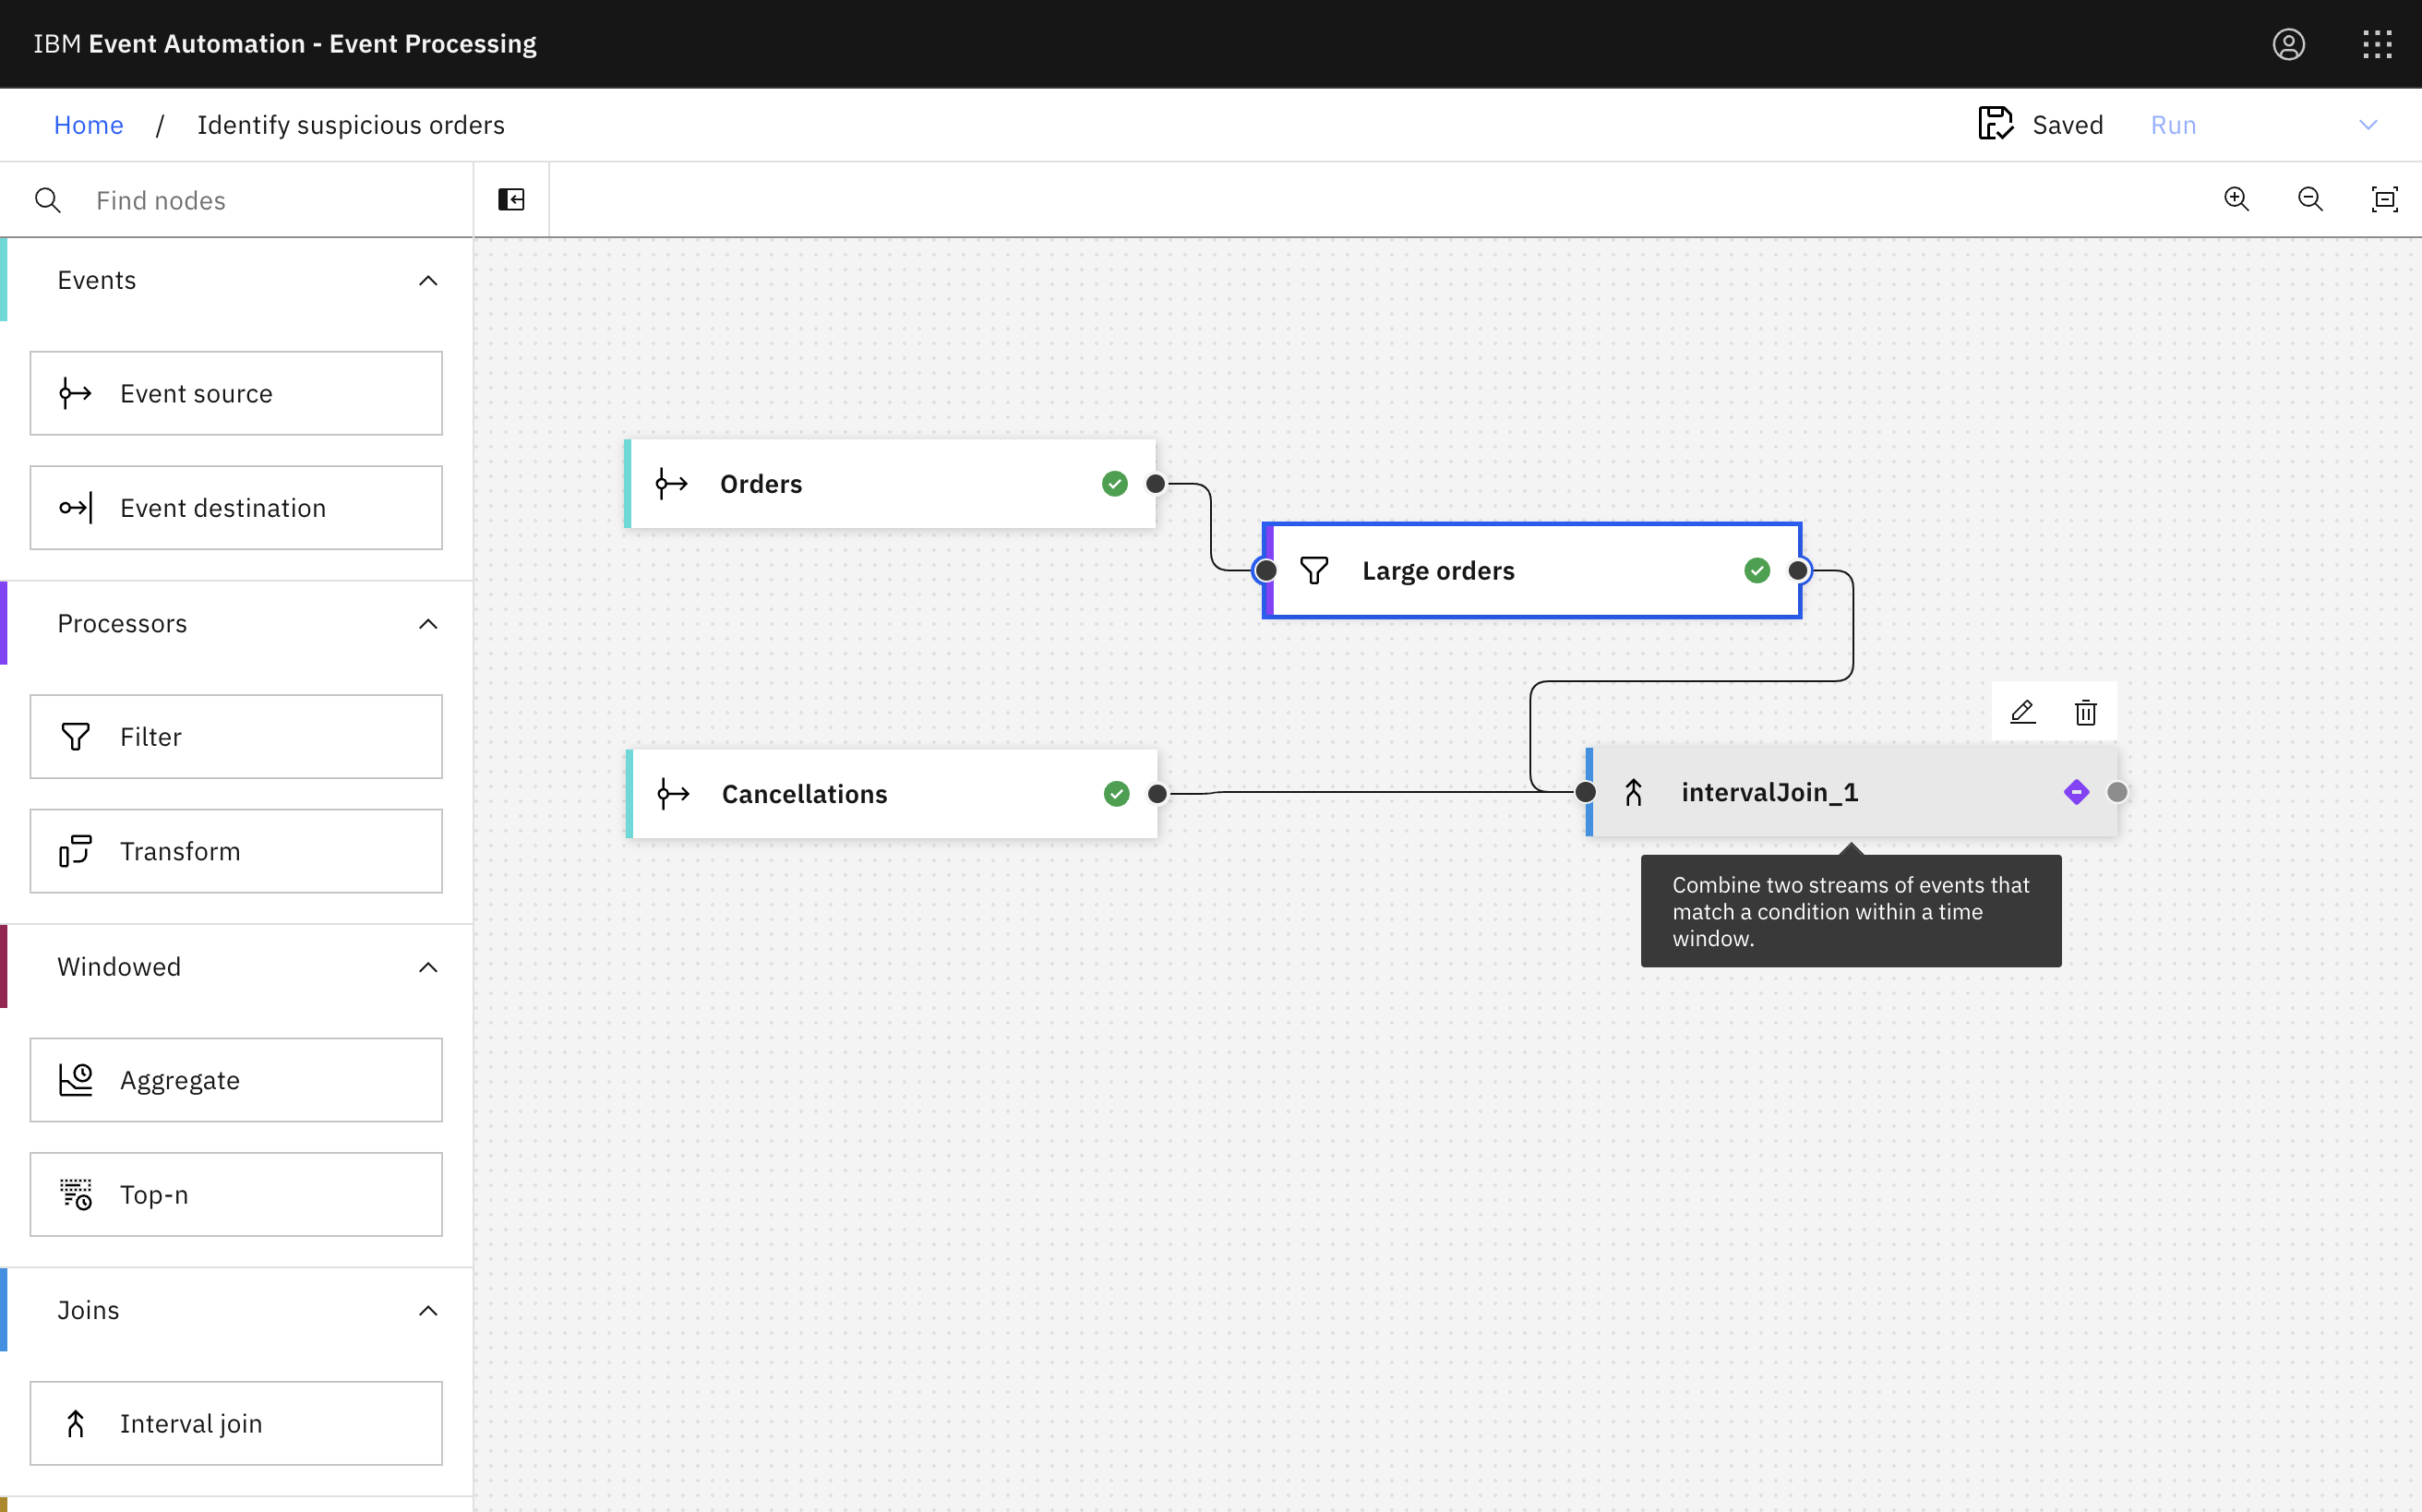 IBM Event Automation - Event Processing
Home / Identify suspicious orders
Saved
Run
Find nodes
Events
Event source
Event destination
Processors
Filter
Transform
Windowed
Aggregate
Top-n
Joins
Interval join
Orders
Large orders
Cancellations
intervalJoin_1
Combine two streams of events that
match a condition within a time
window.